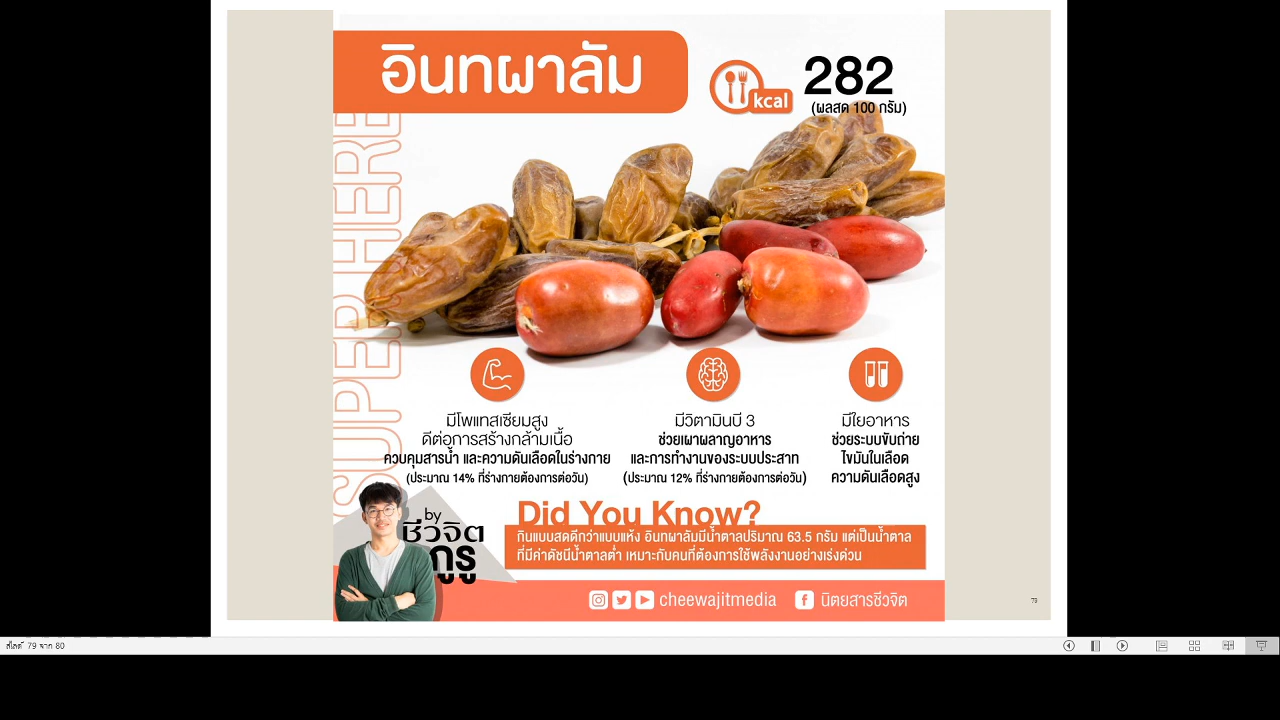 อินทผาลัม
kcal
282
(ผลสด 100 กรัม)
SUPER HERE
มีโพแทสเซียมสูง
ดีต่อการสร้างกล้ามเนื้อ
ควบคุมสารน้ำ และความดันเลือดในร่างกาย
(ประมาณ 14% ที่ร่างกายต้องการต่อวัน)
มีวิตามินบี 3
ช่วยเผาผลาญอาหาร
และการทำงานของระบบประสาท
(ประมาณ 12% ที่ร่างกายต้องการต่อวัน)
มีใยอาหาร
ช่วยระบบขับถ่าย
ไขมันในเลือด
ความดันเลือดสูง
by
ชีวจิต
กูรู
Did You Know?
กินแบบสดดีกว่าแบบแห้ง อินทผาลัมมีน้ำตาลปริมาณ 63.5 กรัม แต่เป็นน้ำตาล
ที่มีค่าดัชนีน้ำตาลต่ำ เหมาะกับคนที่ต้องการใช้พลังงานอย่างเร่งด่วน
cheewajitmedia
นิตยสารชีวจิต
79
สไลด์ 79 จาก 80